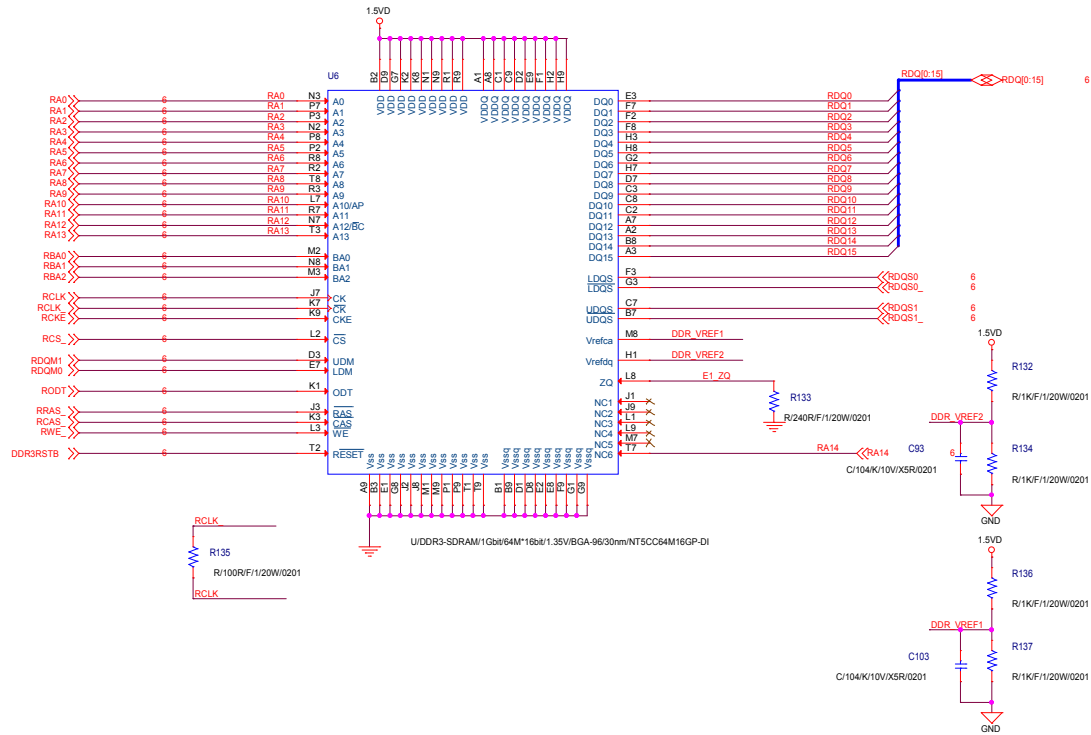 1.5VD
U6
B2 D9 G7 K2 K8 N1 N9 R1 R9 A1 A8 C1 C9 D2 E9 F1 H2 H9
VDD VDD VDD VDD VDD VDD VDD VDD VDD VDDQ VDDQ VDDQ VDDQ VDDQ VDDQ VDDQ VDDQ VDDQ
RDQ[0:15] RDQ[0:15] 6
RA0 6 RA0 N3 A0 DQ0 E3 RDQ0
RA1 6 RA1 P7 A1 DQ1 F7 RDQ1
RA2 6 RA2 P3 A2 DQ2 F2 RDQ2
RA3 6 RA3 N2 A3 DQ3 F8 RDQ3
RA4 6 RA4 P8 A4 DQ4 H3 RDQ4
RA5 6 RA5 P2 A5 DQ5 H8 RDQ5
RA6 6 RA6 R8 A6 DQ6 G2 RDQ6
RA7 6 RA7 R2 A7 DQ7 H7 RDQ7
RA8 6 RA8 T8 A8 DQ8 D7 RDQ8
RA9 6 RA9 R3 A9 DQ9 C3 RDQ9
RA10 6 RA10 L7 A10/AP DQ10 C8 RDQ10
RA11 6 RA11 R7 A11 DQ11 C2 RDQ11
RA12 6 RA12 N7 A12/BC DQ12 A7 RDQ12
RA13 6 RA13 T3 A13 DQ13 A2 RDQ13
DQ14 B8 RDQ14
RBA0 6 M2 BA0 DQ15 A3 RDQ15
RBA1 6 N8 BA1
RBA2 6 M3 BA2 LDQS F3 RDQS0 6
LDQS G3 RDQS0_ 6
RCLK 6 J7 CK
RCLK_ 6 K7 CK UDQS C7 RDQS1 6
RCKE 6 K9 CKE UDQS B7 RDQS1_ 6
RCS_ 6 L2 CS Vrefca M8 DDR_VREF1
RDQM1 6 D3 UDM Vrefdq H1 DDR_VREF2
RDQM0 6 E7 LDM
ZQ L8 E1_ZQ
RODT 6 K1 ODT
NC1 J1
RRAS_ 6 J3 RAS NC2 J9
RCAS_ 6 K3 CAS NC3 L1
RWE_ 6 L3 WE NC4 L9
NC5 M7
DDR3RSTB 6 T2 RESET NC6 T7 RA14 RA14 6
R133
R/240R/F/1/20W/0201
Vss Vss Vss Vss Vss Vss Vss Vss Vss Vss Vss Vss Vssq Vssq Vssq Vssq Vssq Vssq Vssq Vssq Vssq
A9 B3 E1 G8 J2 J8 M1 M9 P1 P9 T1 T9 B1 B9 D1 D8 E2 E8 F9 G1 G9
U/DDR3-SDRAM/1Gbit/64M*16bit/1.35V/BGA-96/30nm/NT5CC64M16GP-DI
RCLK_
R135
R/100R/F/1/20W/0201
RCLK
1.5VD
R132
R/1K/F/1/20W/0201
DDR_VREF2
C93
C/104/K/10V/X5R/0201
R134
R/1K/F/1/20W/0201
GND
1.5VD
R136
R/1K/F/1/20W/0201
DDR_VREF1
C103
C/104/K/10V/X5R/0201
R137
R/1K/F/1/20W/0201
GND